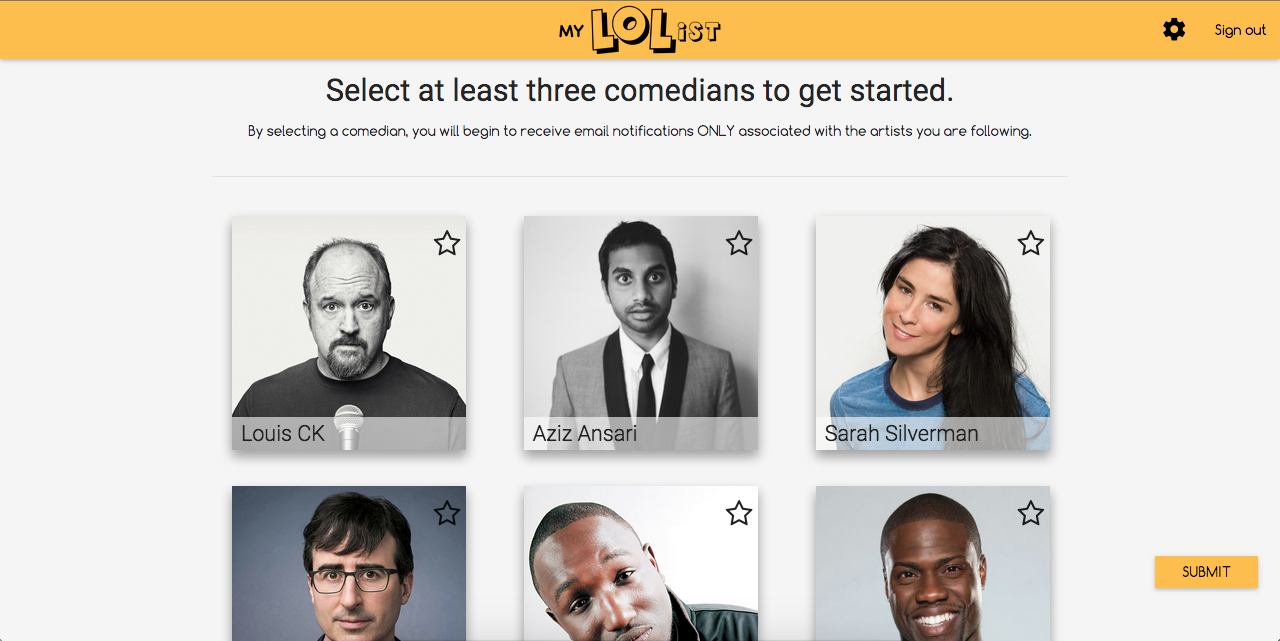 MY LOLiST
Sign out
Select at least three comedians to get started.
By selecting a comedian, you will begin to receive email notifications ONLY associated with the artists you are following.
Louis CK
Aziz Ansari
Sarah Silverman
SUBMIT